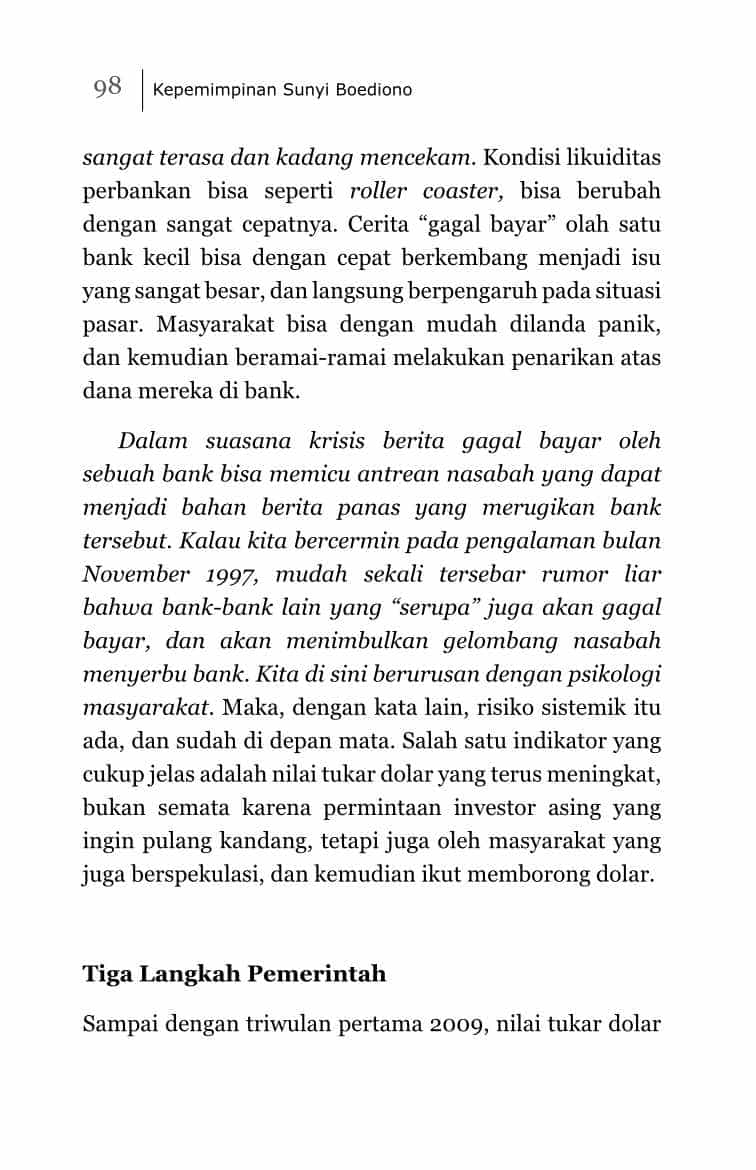 98
Kepemimpinan Sunyi Boediono
sangat terasa dan kadang mencekam. Kondisi likuiditas
perbankan bisa seperti roller coaster, bisa berubah
dengan sangat cepatnya. Cerita “gagal bayar” olah satu
bank kecil bisa dengan cepat berkembang menjadi isu
yang sangat besar, dan langsung berpengaruh pada situasi
pasar. Masyarakat bisa dengan mudah dilanda panik,
dan kemudian beramai-ramai melakukan penarikan atas
dana mereka di bank.
Dalam suasana krisis berita gagal bayar oleh
sebuah bank bisa memicu antrean nasabah yang dapat
menjadi bahan berita panas yang merugikan bank
tersebut. Kalau kita bercermin pada pengalaman bulan
November 1997, mudah sekali tersebar rumor liar
bahwa bank-bank lain yang “serupa” juga akan gagal
bayar, dan akan menimbulkan gelombang nasabah
menyerbu bank. Kita di sini berurusan dengan psikologi
masyarakat. Maka, dengan kata lain, risiko sistemik itu
ada, dan sudah di depan mata. Salah satu indikator yang
cukup jelas adalah nilai tukar dolar yang terus meningkat,
bukan semata karena permintaan investor asing yang
ingin pulang kandang, tetapi juga oleh masyarakat yang
juga berspekulasi, dan kemudian ikut memborong dolar.
Tiga Langkah Pemerintah
Sampai dengan triwulan pertama 2009, nilai tukar dolar